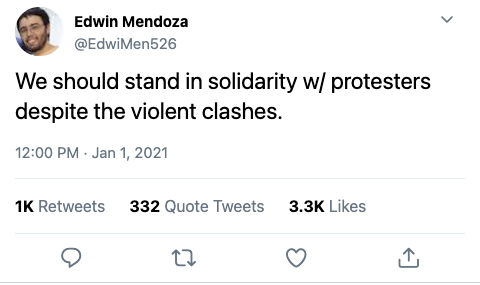 Edwin Mendoza
@EdwiMen526
We should stand in solidarity w/ protesters
despite the violent clashes.
12:00 PM · Jan 1, 2021
1K Retweets 332 Quote Tweets 3.3K Likes